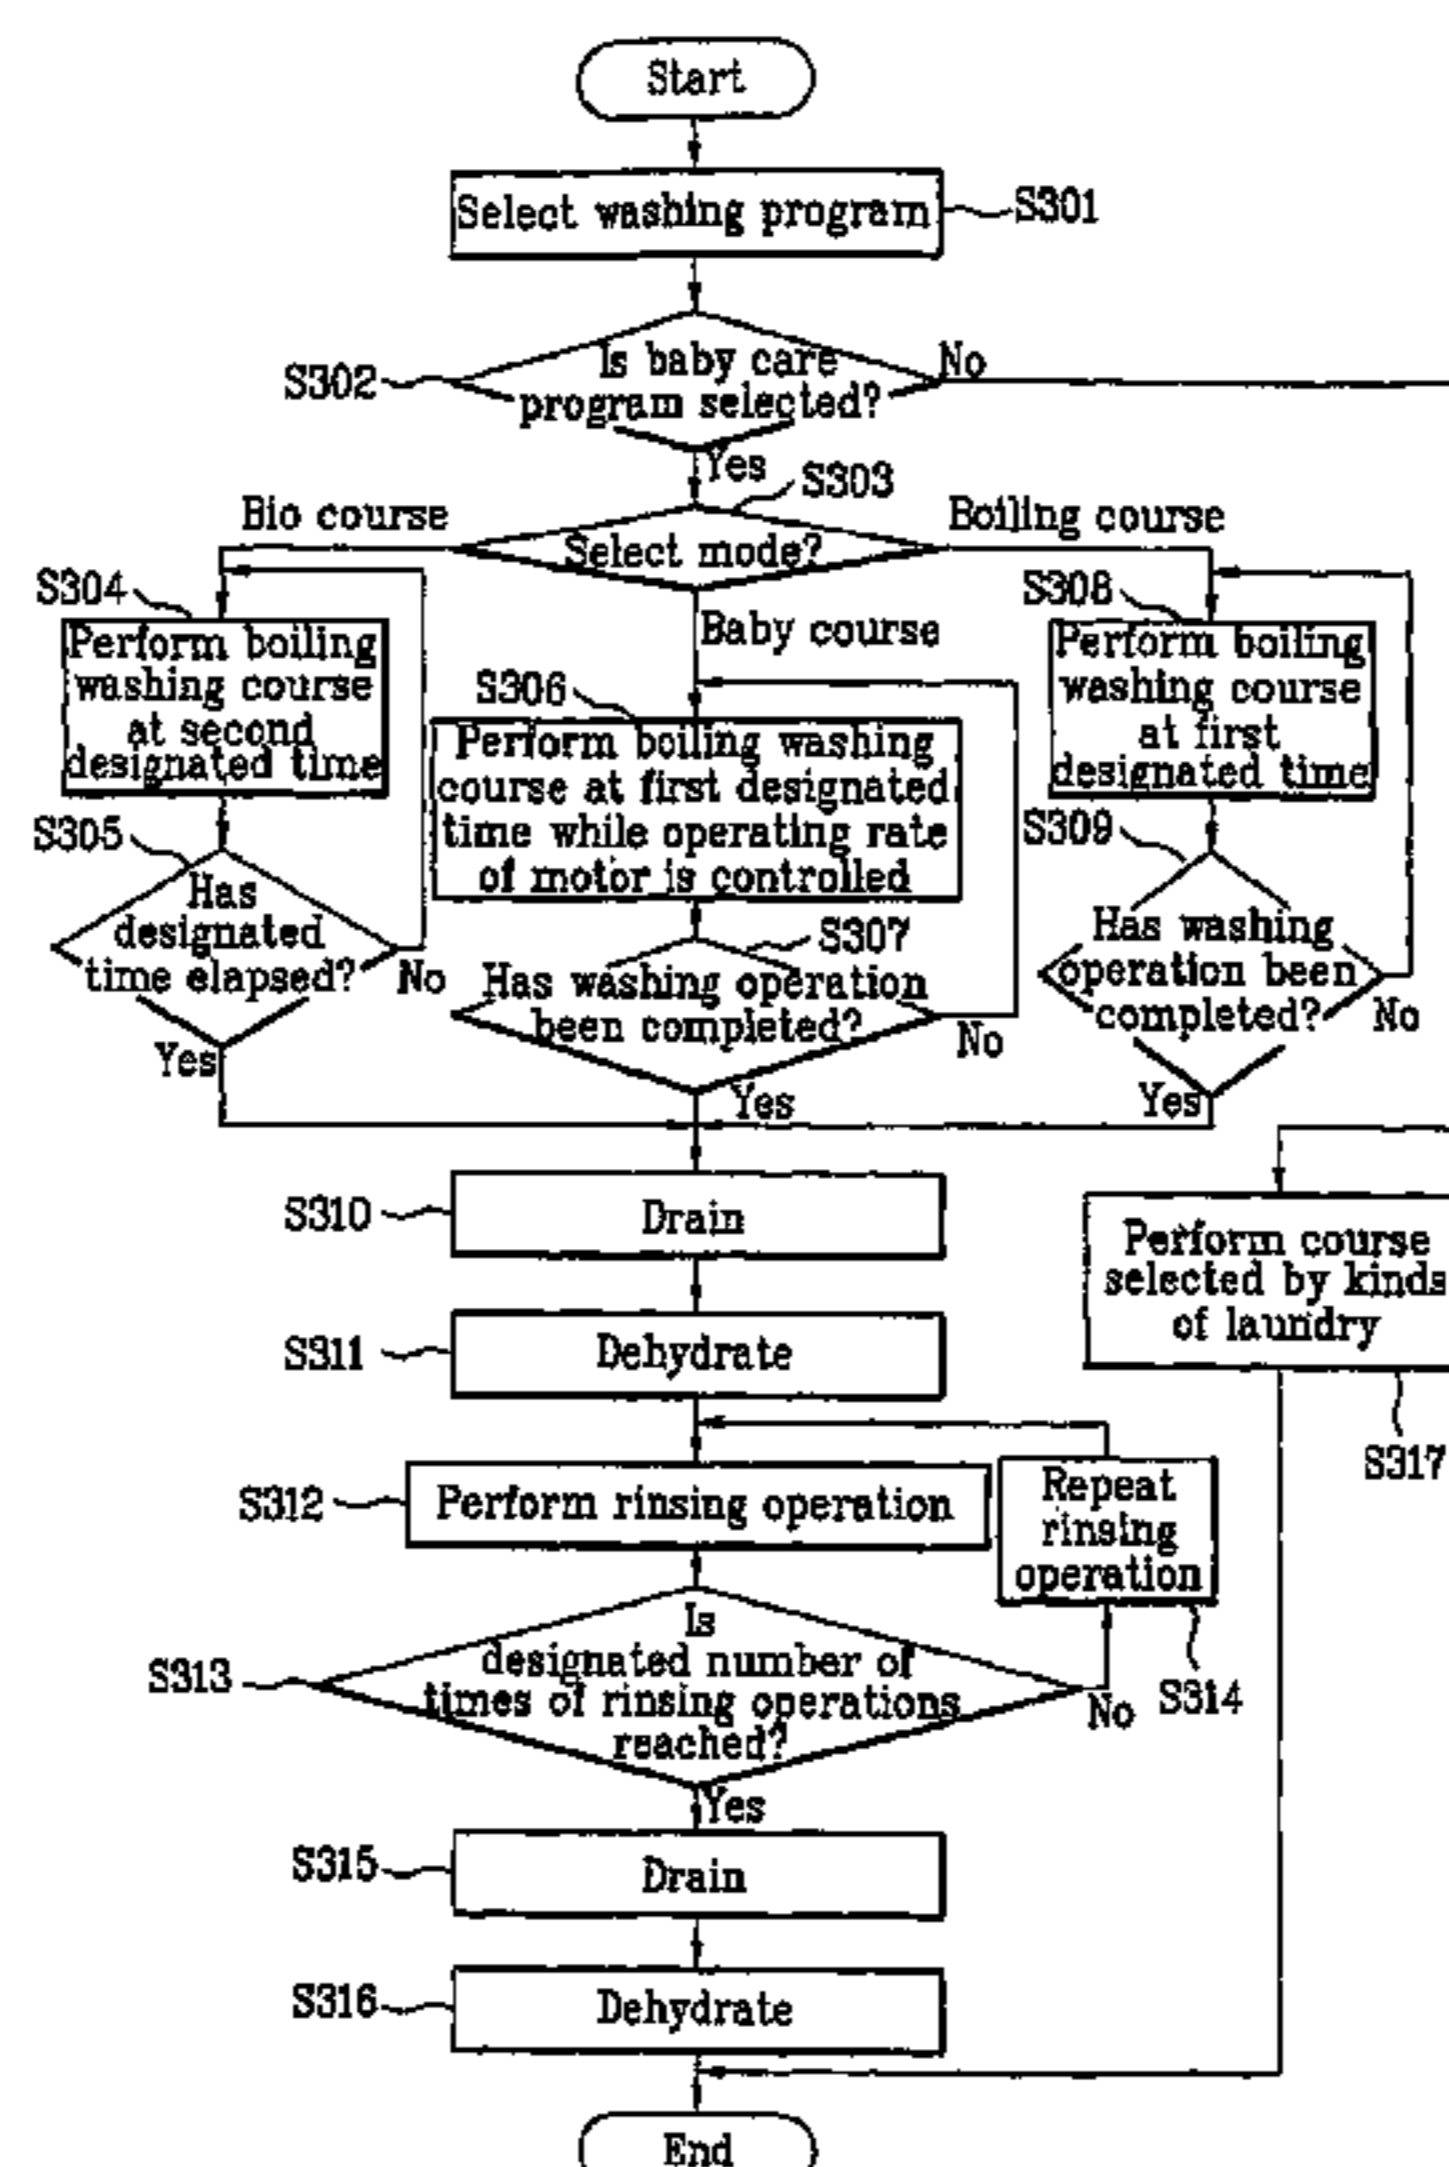 Start
Select washing program
S301
S302
Is baby care
program selected?
No
Yes
S303
Bio course
Select mode?
Boiling course
Baby course
S304
Perform boiling
washing course
at second
designated time
S305
Has
designated
time elapsed?
No
Yes
S306
Perform boiling washing
course at first designated
time while operating rate
of motor is controlled
S307
Has washing operation
been completed?
No
Yes
S308
Perform boiling
washing course
at first
designated time
S309
Has washing
operation been
completed?
No
Yes
S310
Drain
S311
Dehydrate
Perform course
selected by kinds
of laundry
S317
S312
Perform rinsing operation
Repeat
rinsing
operation
S314
S313
Is
designated number of
times of rinsing operations
reached?
No
Yes
S315
Drain
S316
Dehydrate
End